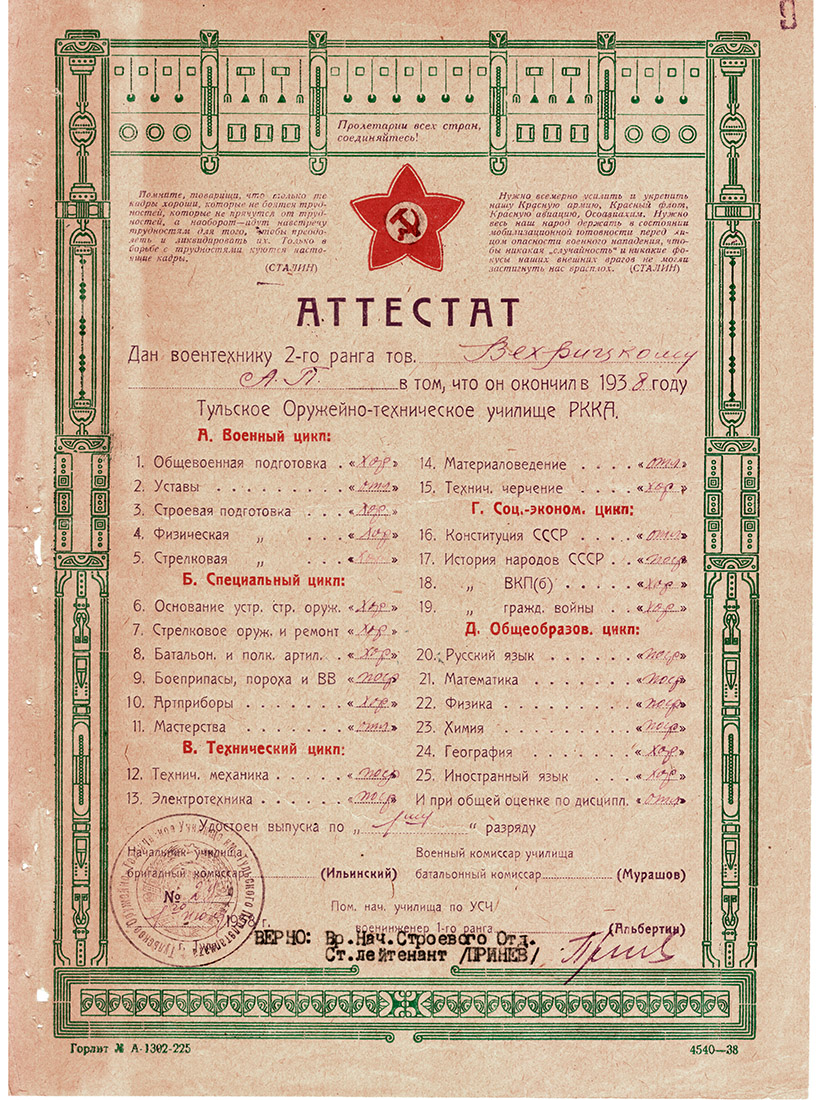 Пролетарии всех стран,
соединяйтесь!
Помните, товарищи, что только те
кадры хороши, которые не боятся труд-
ностей, которые не прячутся от труд-
ностей, а наоборот—идут навстречу
трудностям для того, чтобы преодо-
леть и ликвидировать их. Только в
борьбе с трудностями куются настоя-
щие кадры.
(СТАЛИН)
Нужно всемерно усилить и укрепить
нашу Красную армию, Красный флот,
Красную авиацию, Осоавиахим. Нужно
весь наш народ держать в состоянии
мобилизационной готовности перед ли-
цом опасности военного нападения, что-
бы никакая „случайность" и никакие фо-
кусы наших внешних врагов не могли
застигнуть нас врасплох. (СТАЛИН)
АТТЕСТАТ
Дан воентехнику 2-го ранга тов. Вехрицкому
А. П. в том, что он окончил в 1938 году
Тульское Оружейно-техническое училище РККА.
А. Военный цикл:
1. Общевоенная подготовка . «хор»
2. Уставы . . . . . . . . . «отл»
3. Строевая подготовка . . «хор»
4. Физическая „ «хор»
5. Стрелковая „ «хор»
Б. Специальный цикл:
6. Основание устр. стр. оруж. «хор»
7. Стрелковое оруж. и ремонт «хор»
8. Батальон. и полк. артил. . «хор»
9. Боеприпасы, пороха и ВВ «поср»
10. Артприборы . . . . . . «хор»
11. Мастерства . . . . . . «отл»
В. Технический цикл:
12. Технич. механика . . . . . «поср»
13. Электротехника . . . . . . «поср»
14. Материаловедение . . . . «отл»
15. Технич. черчение . . . . «хор»
Г. Соц.-эконом. цикл:
16. Конституция СССР . . . «отл»
17. История народов СССР . . «поср»
18. „ ВКП(б) . . . . . «хор»
19. „ гражд. войны . . «хор»
Д. Общеобразов. цикл:
20. Русский язык . . . . . «поср»
21. Математика . . . . . . «поср»
22. Физика . . . . . . . . «поср»
23. Химия . . . . . . . . «поср»
24. География . . . . . . «хор»
25. Иностранный язык . . . «хор»
И при общей оценке по дисципл. «отл»
Удостоен выпуска по „ 1му " разряду
Начальник училища
бригадный комиссар (Ильинский)
Военный комиссар училища
батальонный комиссар (Мурашов)
№
1938 г.
Пом. нач. училища по УСЧ
военинженер 1-го ранга (Альбертин)
ВЕРНО: Вр.Нач.Строевого Отд.
Ст.лейтенант /ПРИНЕВ/
Горлит № А-1302-225
4540—38